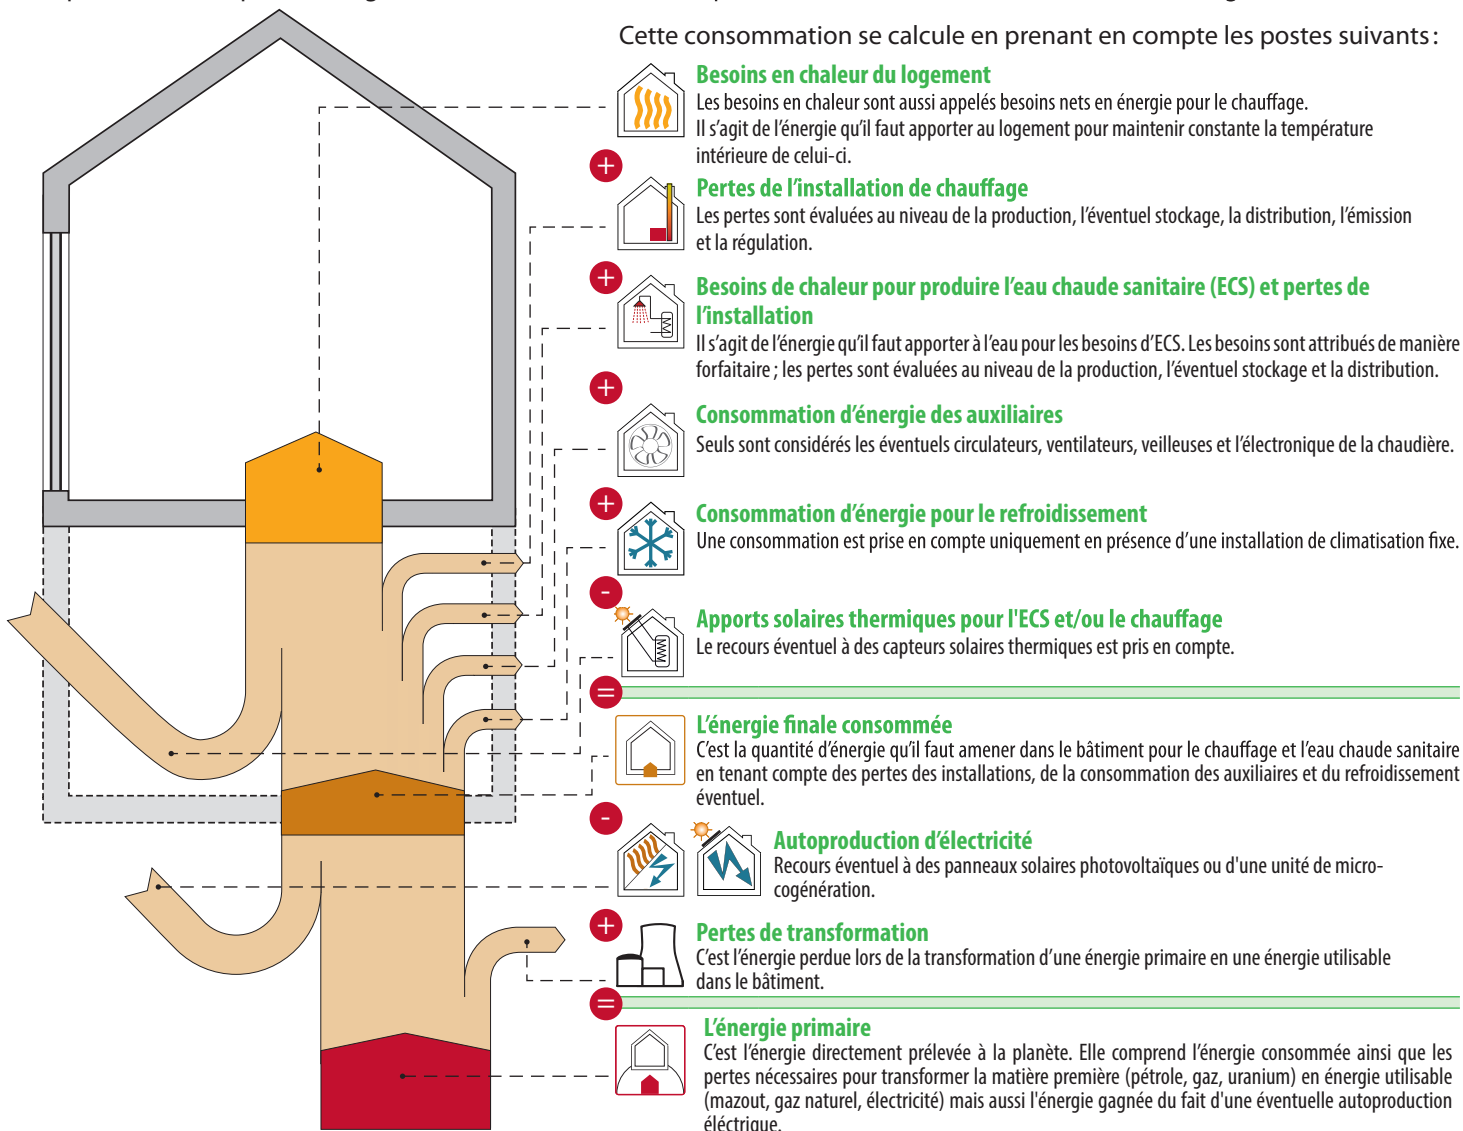 Cette consommation se calcule en prenant en compte les postes suivants :
Besoins en chaleur du logement
Les besoins en chaleur sont aussi appelés besoins nets en énergie pour le chauffage.
Il s’agit de l’énergie qu’il faut apporter au logement pour maintenir constante la température
intérieure de celui-ci.
+
Pertes de l’installation de chauffage
Les pertes sont évaluées au niveau de la production, l’éventuel stockage, la distribution, l’émission
et la régulation.
+
Besoins de chaleur pour produire l’eau chaude sanitaire (ECS) et pertes de
l’installation
Il s’agit de l’énergie qu’il faut apporter à l’eau pour les besoins d’ECS. Les besoins sont attribués de manière
forfaitaire ; les pertes sont évaluées au niveau de la production, l’éventuel stockage et la distribution.
+
Consommation d’énergie des auxiliaires
Seuls sont considérés les éventuels circulateurs, ventilateurs, veilleuses et l’électronique de la chaudière.
+
Consommation d’énergie pour le refroidissement
Une consommation est prise en compte uniquement en présence d’une installation de climatisation fixe.
-
Apports solaires thermiques pour l'ECS et/ou le chauffage
Le recours éventuel à des capteurs solaires thermiques est pris en compte.
=
L’énergie finale consommée
C’est la quantité d’énergie qu’il faut amener dans le bâtiment pour le chauffage et l’eau chaude sanitaire
en tenant compte des pertes des installations, de la consommation des auxiliaires et du refroidissement
éventuel.
-
Autoproduction d’électricité
Recours éventuel à des panneaux solaires photovoltaïques ou d'une unité de micro-
cogénération.
+
Pertes de transformation
C’est l’énergie perdue lors de la transformation d’une énergie primaire en une énergie utilisable
dans le bâtiment.
=
L’énergie primaire
C’est l’énergie directement prélevée à la planète. Elle comprend l’énergie consommée ainsi que les
pertes nécessaires pour transformer la matière première (pétrole, gaz, uranium) en énergie utilisable
(mazout, gaz naturel, électricité) mais aussi l'énergie gagnée du fait d'une éventuelle autoproduction
éléctrique.